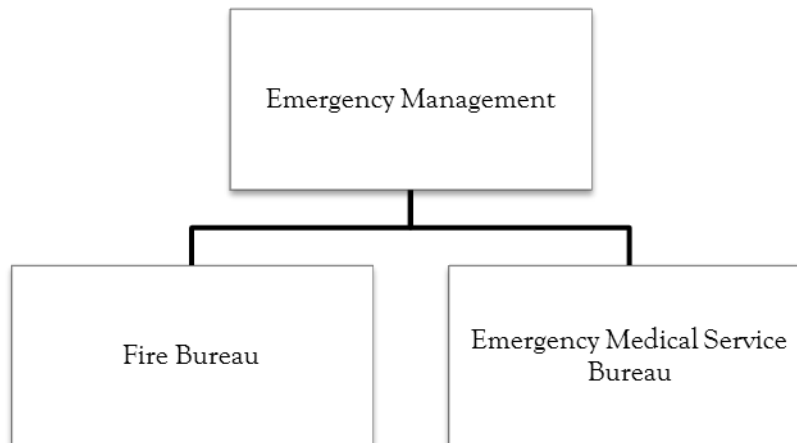 Emergency Management
Fire Bureau
Emergency Medical Service
Bureau